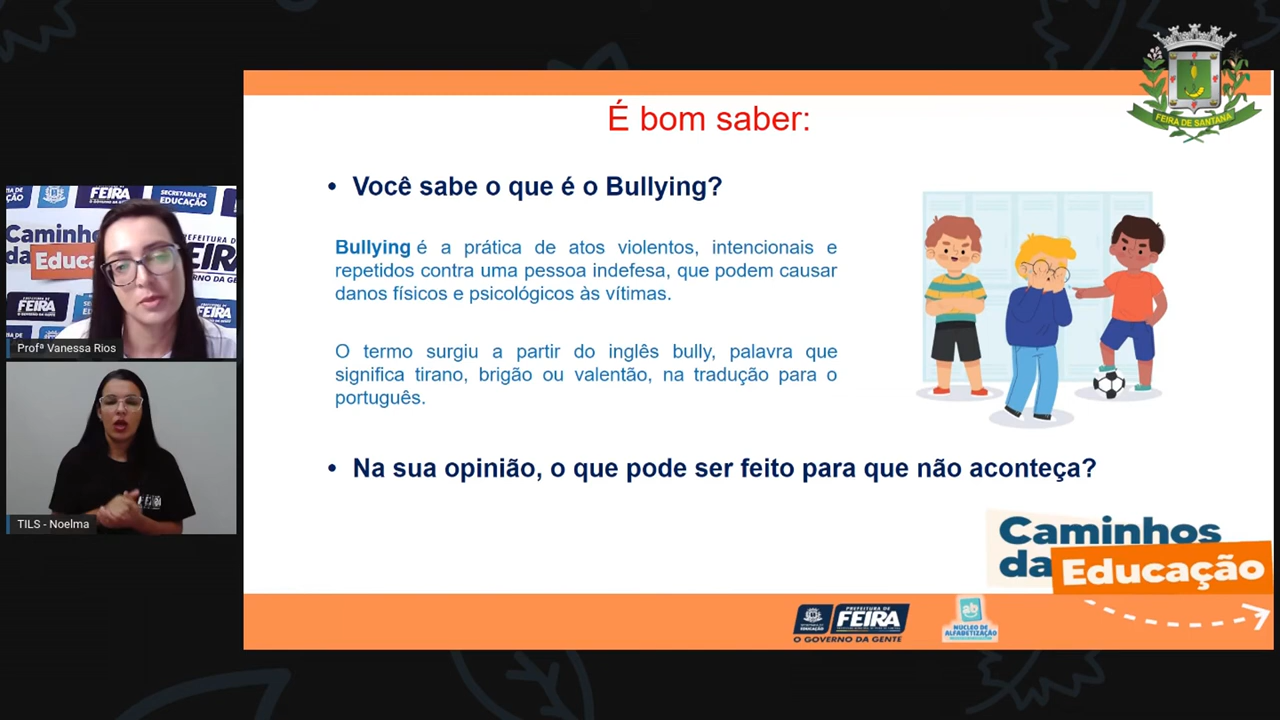 FEIRA DE SANTANA
É bom saber:
• Você sabe o que é o Bullying?
Bullying é a prática de atos violentos, intencionais e
repetidos contra uma pessoa indefesa, que podem causar
danos físicos e psicológicos às vítimas.
O termo surgiu a partir do inglês bully, palavra que
significa tirano, brigão ou valentão, na tradução para o
português.
• Na sua opinião, o que pode ser feito para que não aconteça?
Caminhos
da Educação
PREFEITURA DE
FEIRA
O GOVERNO DA GENTE
NÚCLEO DE
ALFABETIZAÇÃO
FEIRA
SECRETARIA DE
EDUCAÇÃO
Caminhos
da Educa
FEIRA
Profª Vanessa Rios
TILS - Noelma